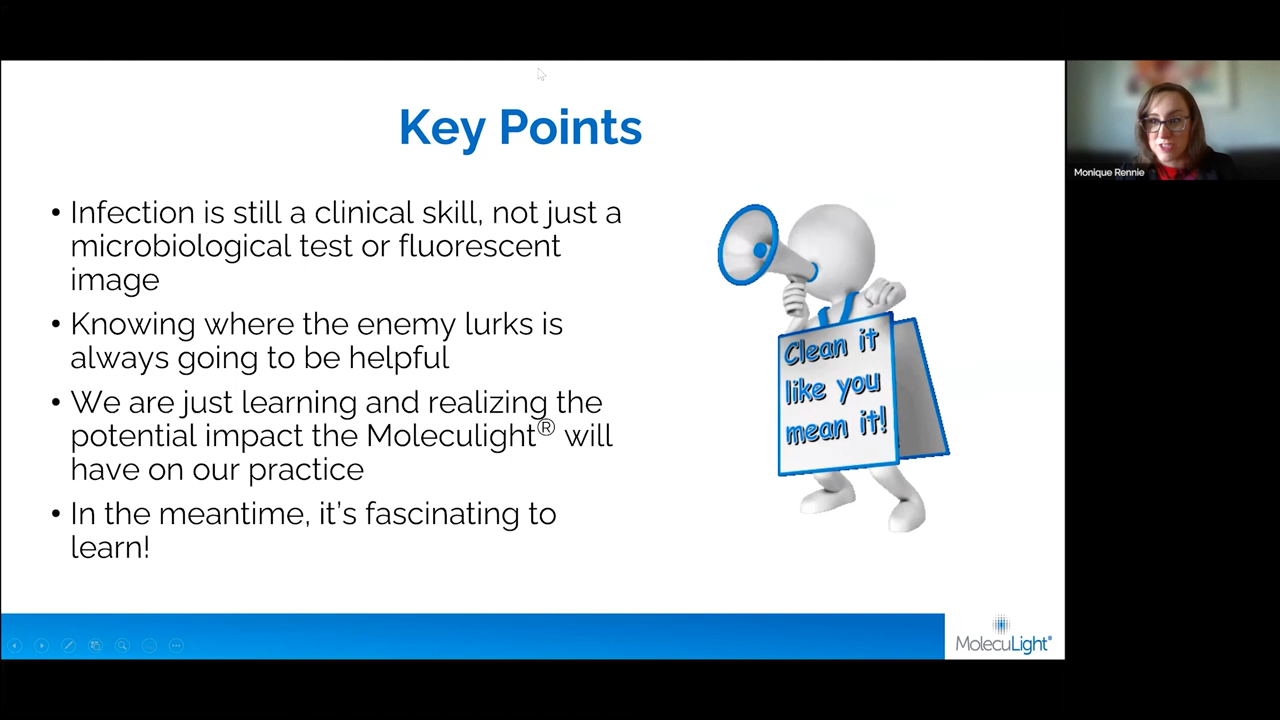 Key Points
• Infection is still a clinical skill, not just a
microbiological test or fluorescent
image
• Knowing where the enemy lurks is
always going to be helpful
• We are just learning and realizing the
potential impact the Moleculight® will
have on our practice
• In the meantime, it's fascinating to
learn!
Clean it
like you
mean it!
MolecuLight®
Monique Rennie